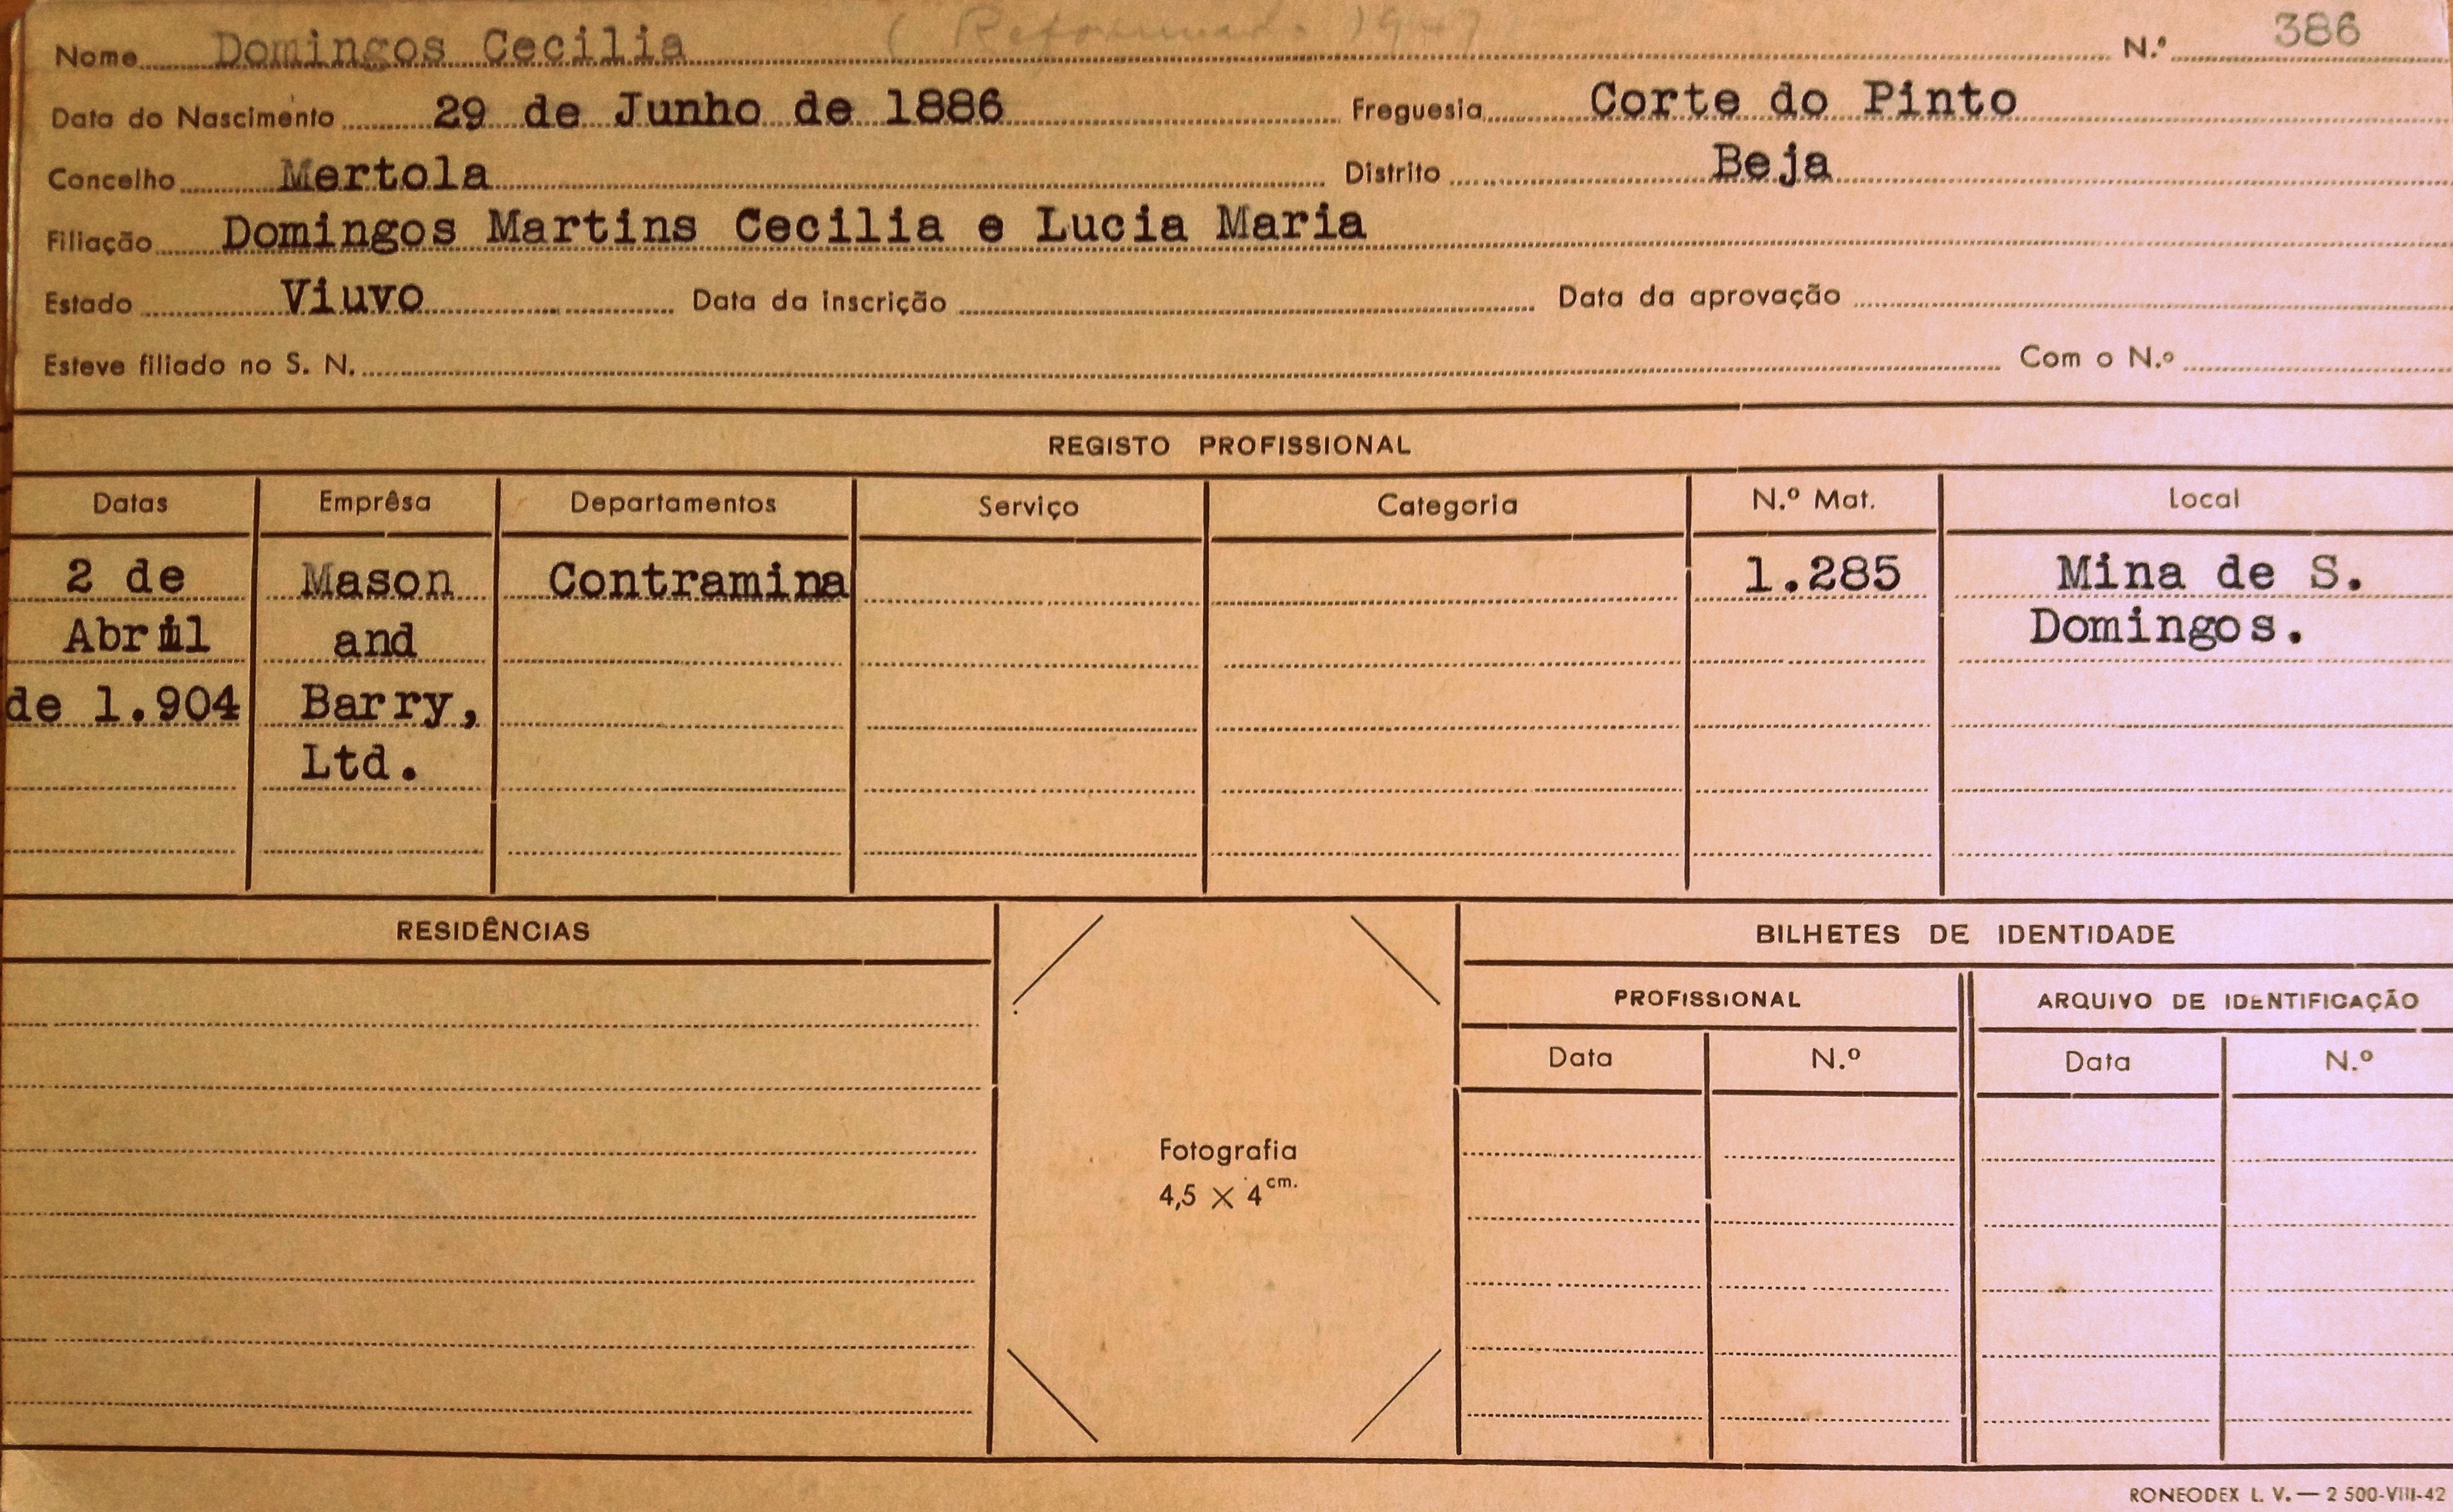 Nome Domingos Cecilia N.º 386
Data do Nascimento 29 de Junho de 1886 Freguesia Corte do Pinto
Concelho Mertola Distrito Beja
Filiação Domingos Martins Cecilia e Lucia Maria
Estado Viuvo Data da inscrição Data da aprovação
Esteve filiado no S. N. Com o N.º
REGISTO PROFISSIONAL
Datas Emprêsa Departamentos Serviço Categoria N.º Mat. Local
2 de Mason Contramina 1.285 Mina de S.
Abril and Domingos.
de 1.904 Barry,
Ltd.
RESIDÊNCIAS BILHETES DE IDENTIDADE
PROFISSIONAL ARQUIVO DE IDENTIFICAÇÃO
Data N.º Data N.º
Fotografia
4,5 × 4 cm.
RONEODEX L. V. — 2 500-VIII-42